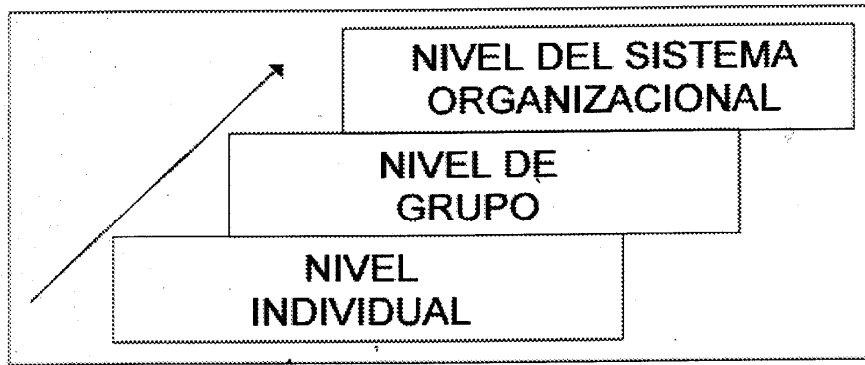 NIVEL DEL SISTEMA
ORGANIZACIONAL
NIVEL DE
GRUPO
NIVEL
INDIVIDUAL